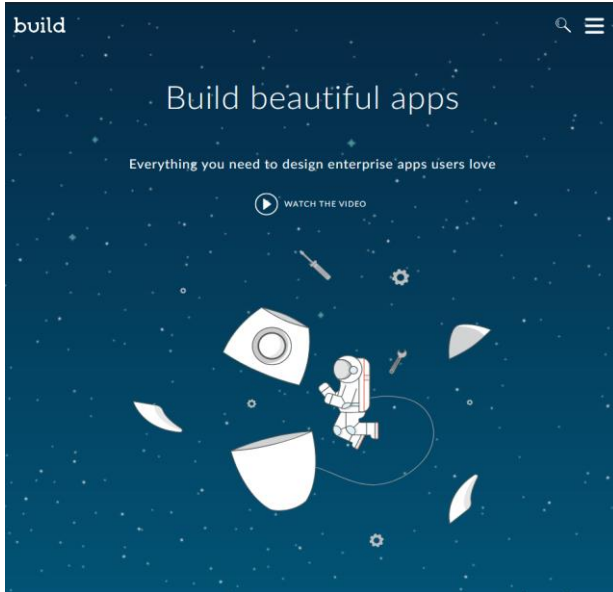 build
Build beautiful apps
Everything you need to design enterprise apps users love
WATCH THE VIDEO